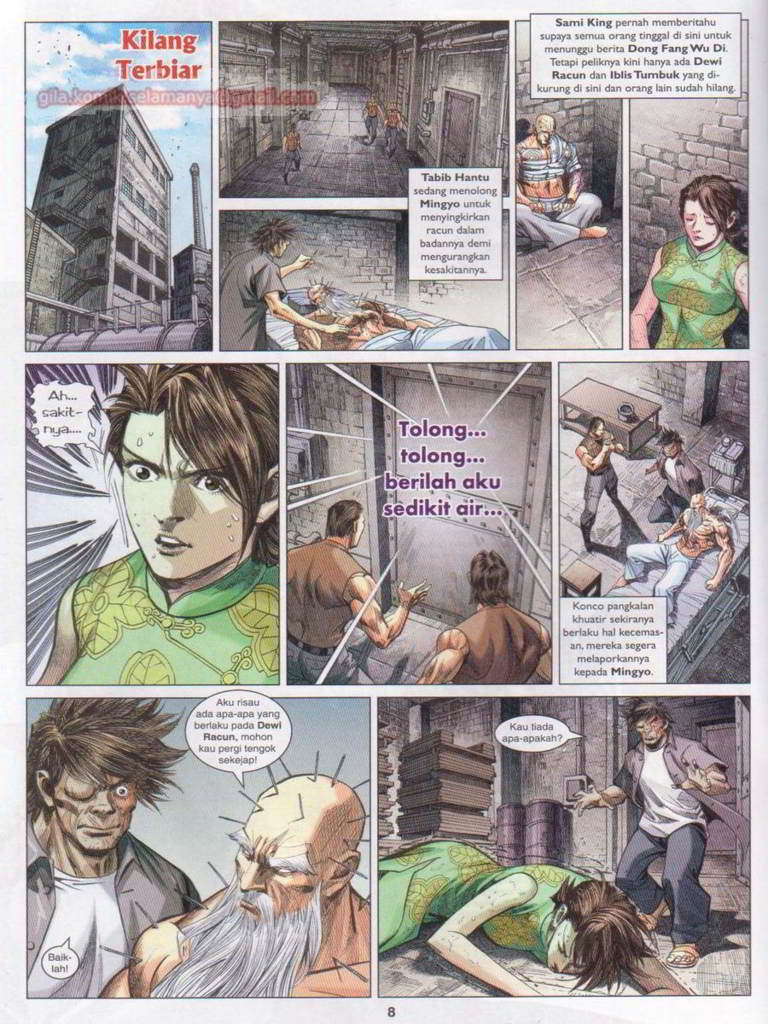 Kilang
Terbiar
gila.komik.selamanya@gmail.com
Sami King pernah memberitahu
supaya semua orang tinggal di sini untuk
menunggu berita Dong Fang Wu Di.
Tetapi peliknya kini hanya ada Dewi
Racun dan Iblis Tumbuk yang di-
kurung di sini dan orang lain sudah hilang.
Tabib Hantu
sedang menolong
Mingyo untuk
menyingkirkan
racun dalam
badannya demi
mengurangkan
kesakitannya.
Ah...
sakit-
nya....
Tolong...
tolong...
berilah aku
sedikit air...
Konco pangkalan
khuatir sekiranya
berlaku hal kecemas-
an, mereka segera
melaporkannya
kepada Mingyo.
Aku risau
ada apa-apa yang
berlaku pada Dewi
Racun, mohon
kau pergi tengok
sekejap!
Baik-
lah!
Kau tiada
apa-apakah?
8